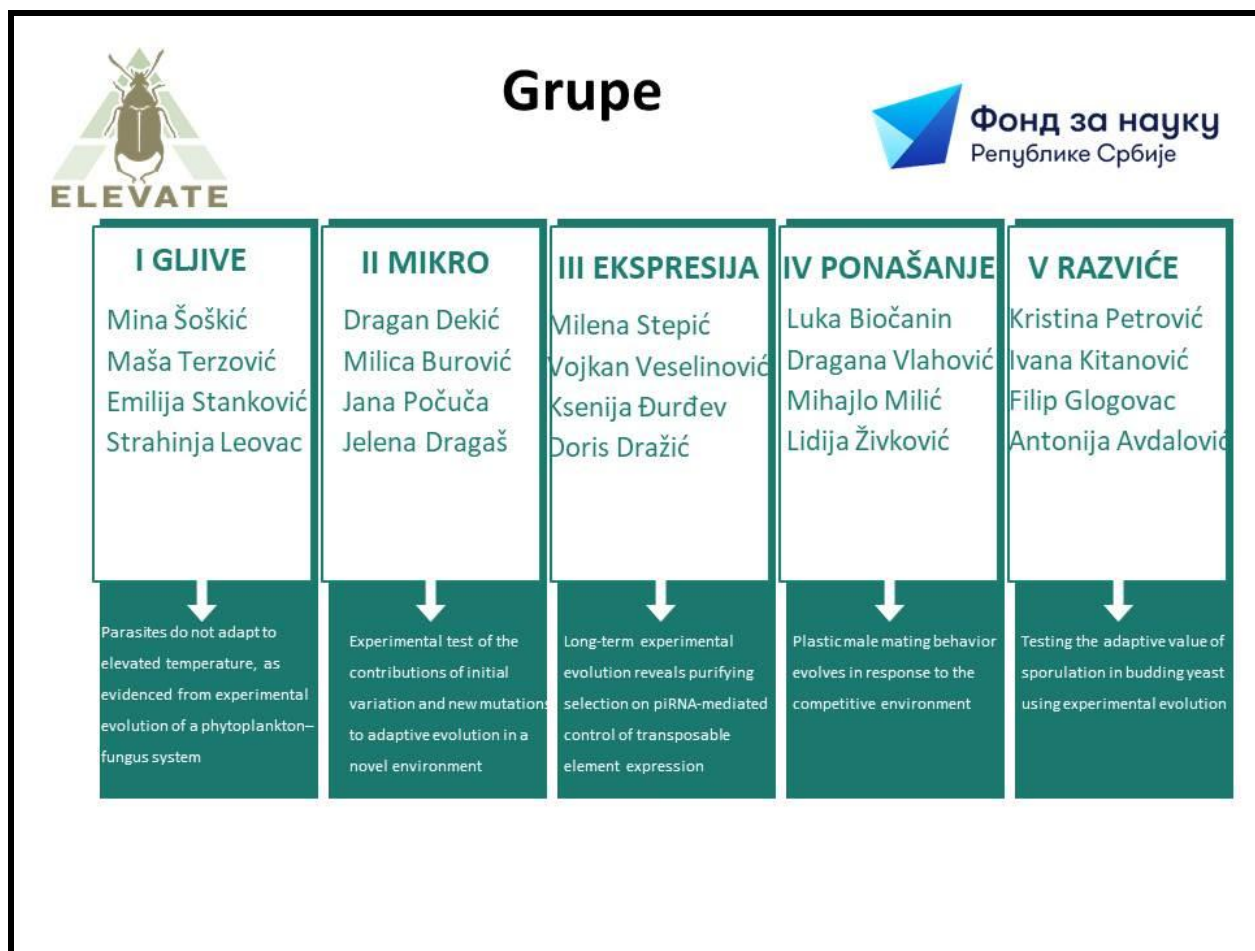 Grupe
ELEVATE
Фонд за науку
Републике Србије
I GLJIVE
Mina Šoškić
Maša Terzović
Emilija Stanković
Strahinja Leovac
Parasites do not adapt to
elevated temperature, as
evidenced from experimental
evolution of a phytoplankton–
fungus system
II MIKRO
Dragan Dekić
Milica Burović
Jana Počuča
Jelena Dragaš
Experimental test of the
contributions of initial
variation and new mutations
to adaptive evolution in a
novel environment
III EKSPRESIJA
Milena Stepić
Vojkan Veselinović
Ksenija Đurđev
Doris Dražić
Long-term experimental
evolution reveals purifying
selection on piRNA-mediated
control of transposable
element expression
IV PONAŠANJE
Luka Biočanin
Dragana Vlahović
Mihajlo Milić
Lidija Živković
Plastic male mating behavior
evolves in response to the
competitive environment
V RAZVIĆE
Kristina Petrović
Ivana Kitanović
Filip Glogovac
Antonija Avdalović
Testing the adaptive value of
sporulation in budding yeast
using experimental evolution